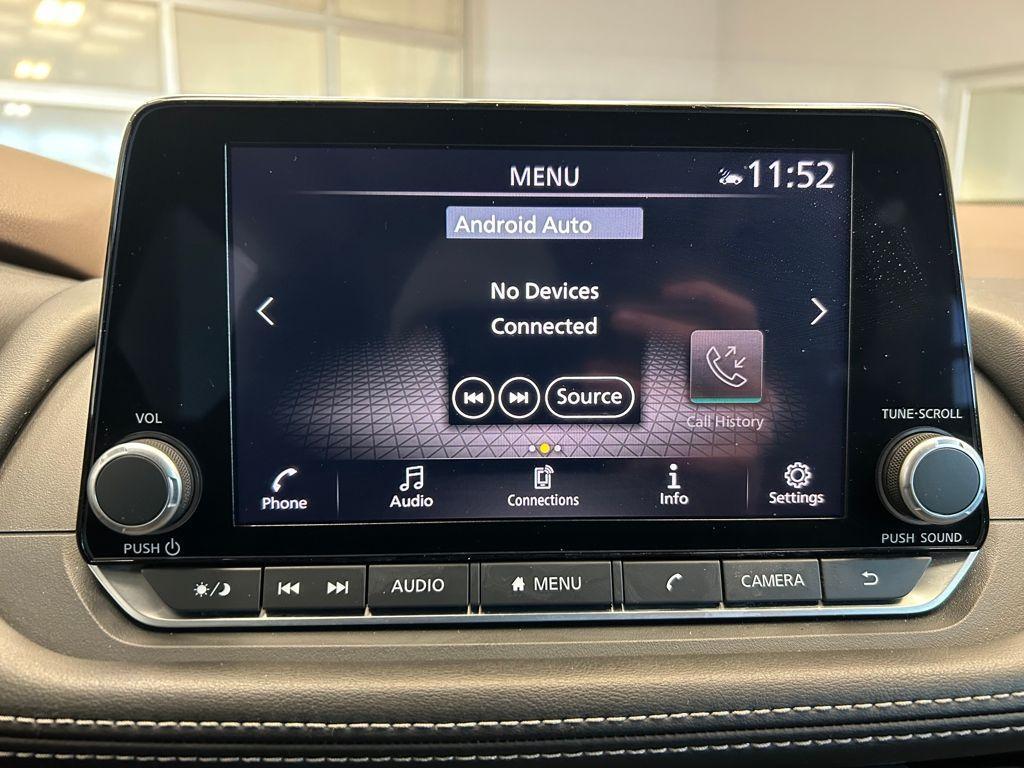 MENU
11:52
Android Auto
No Devices
Connected
Source
Call History
Phone
Audio
Connections
Info
Settings
VOL
PUSH
TUNE·SCROLL
PUSH SOUND
AUDIO
MENU
CAMERA